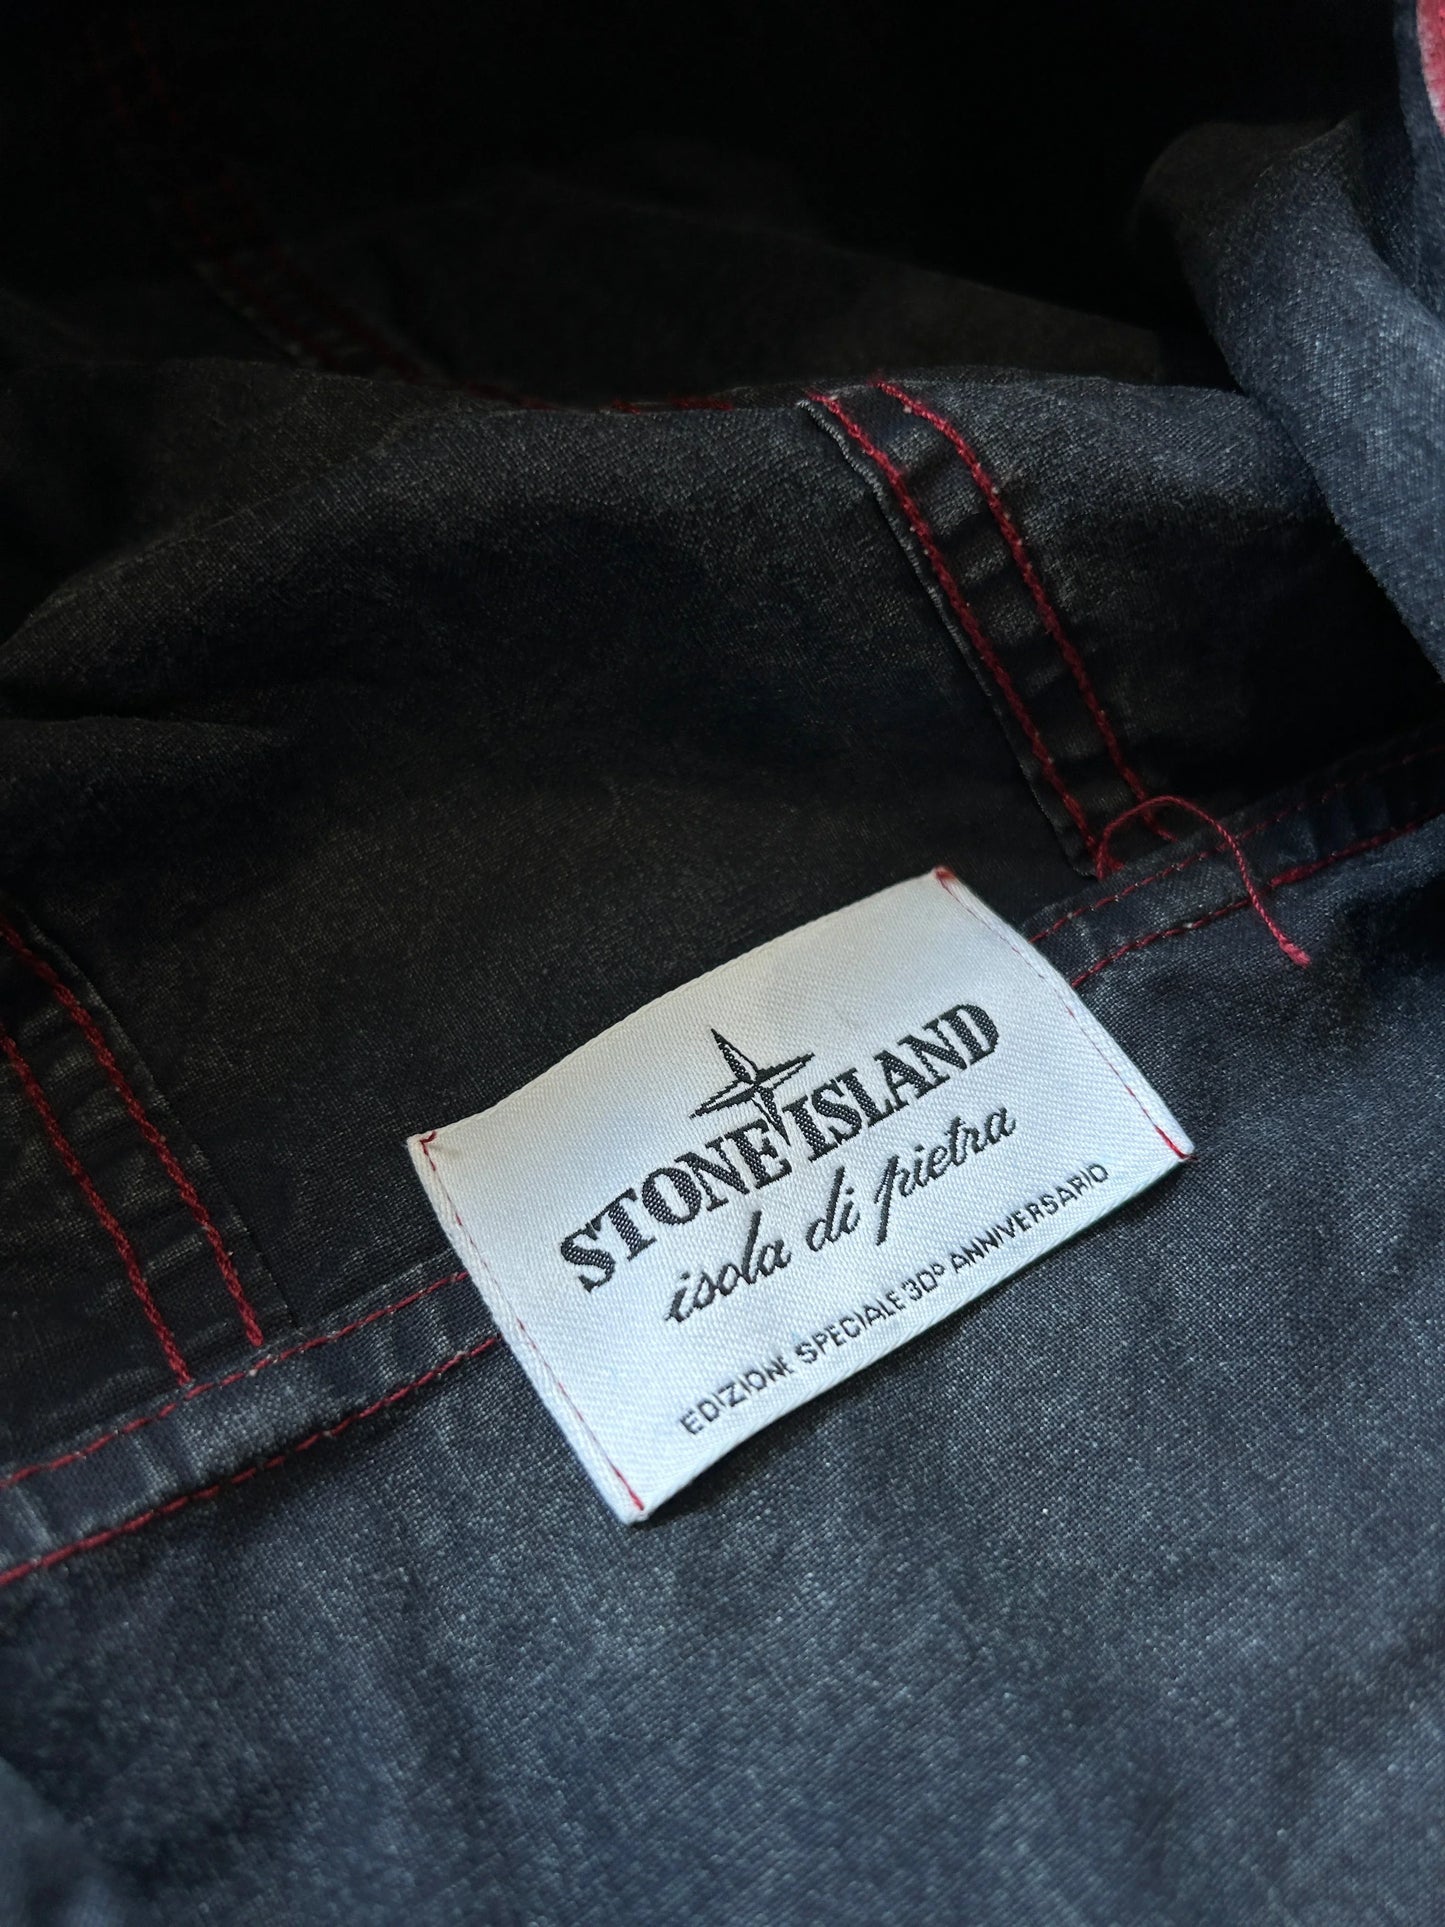 STONE ISLAND
isola di pietra
EDIZIONE SPECIALE 30° ANNIVERSARIO